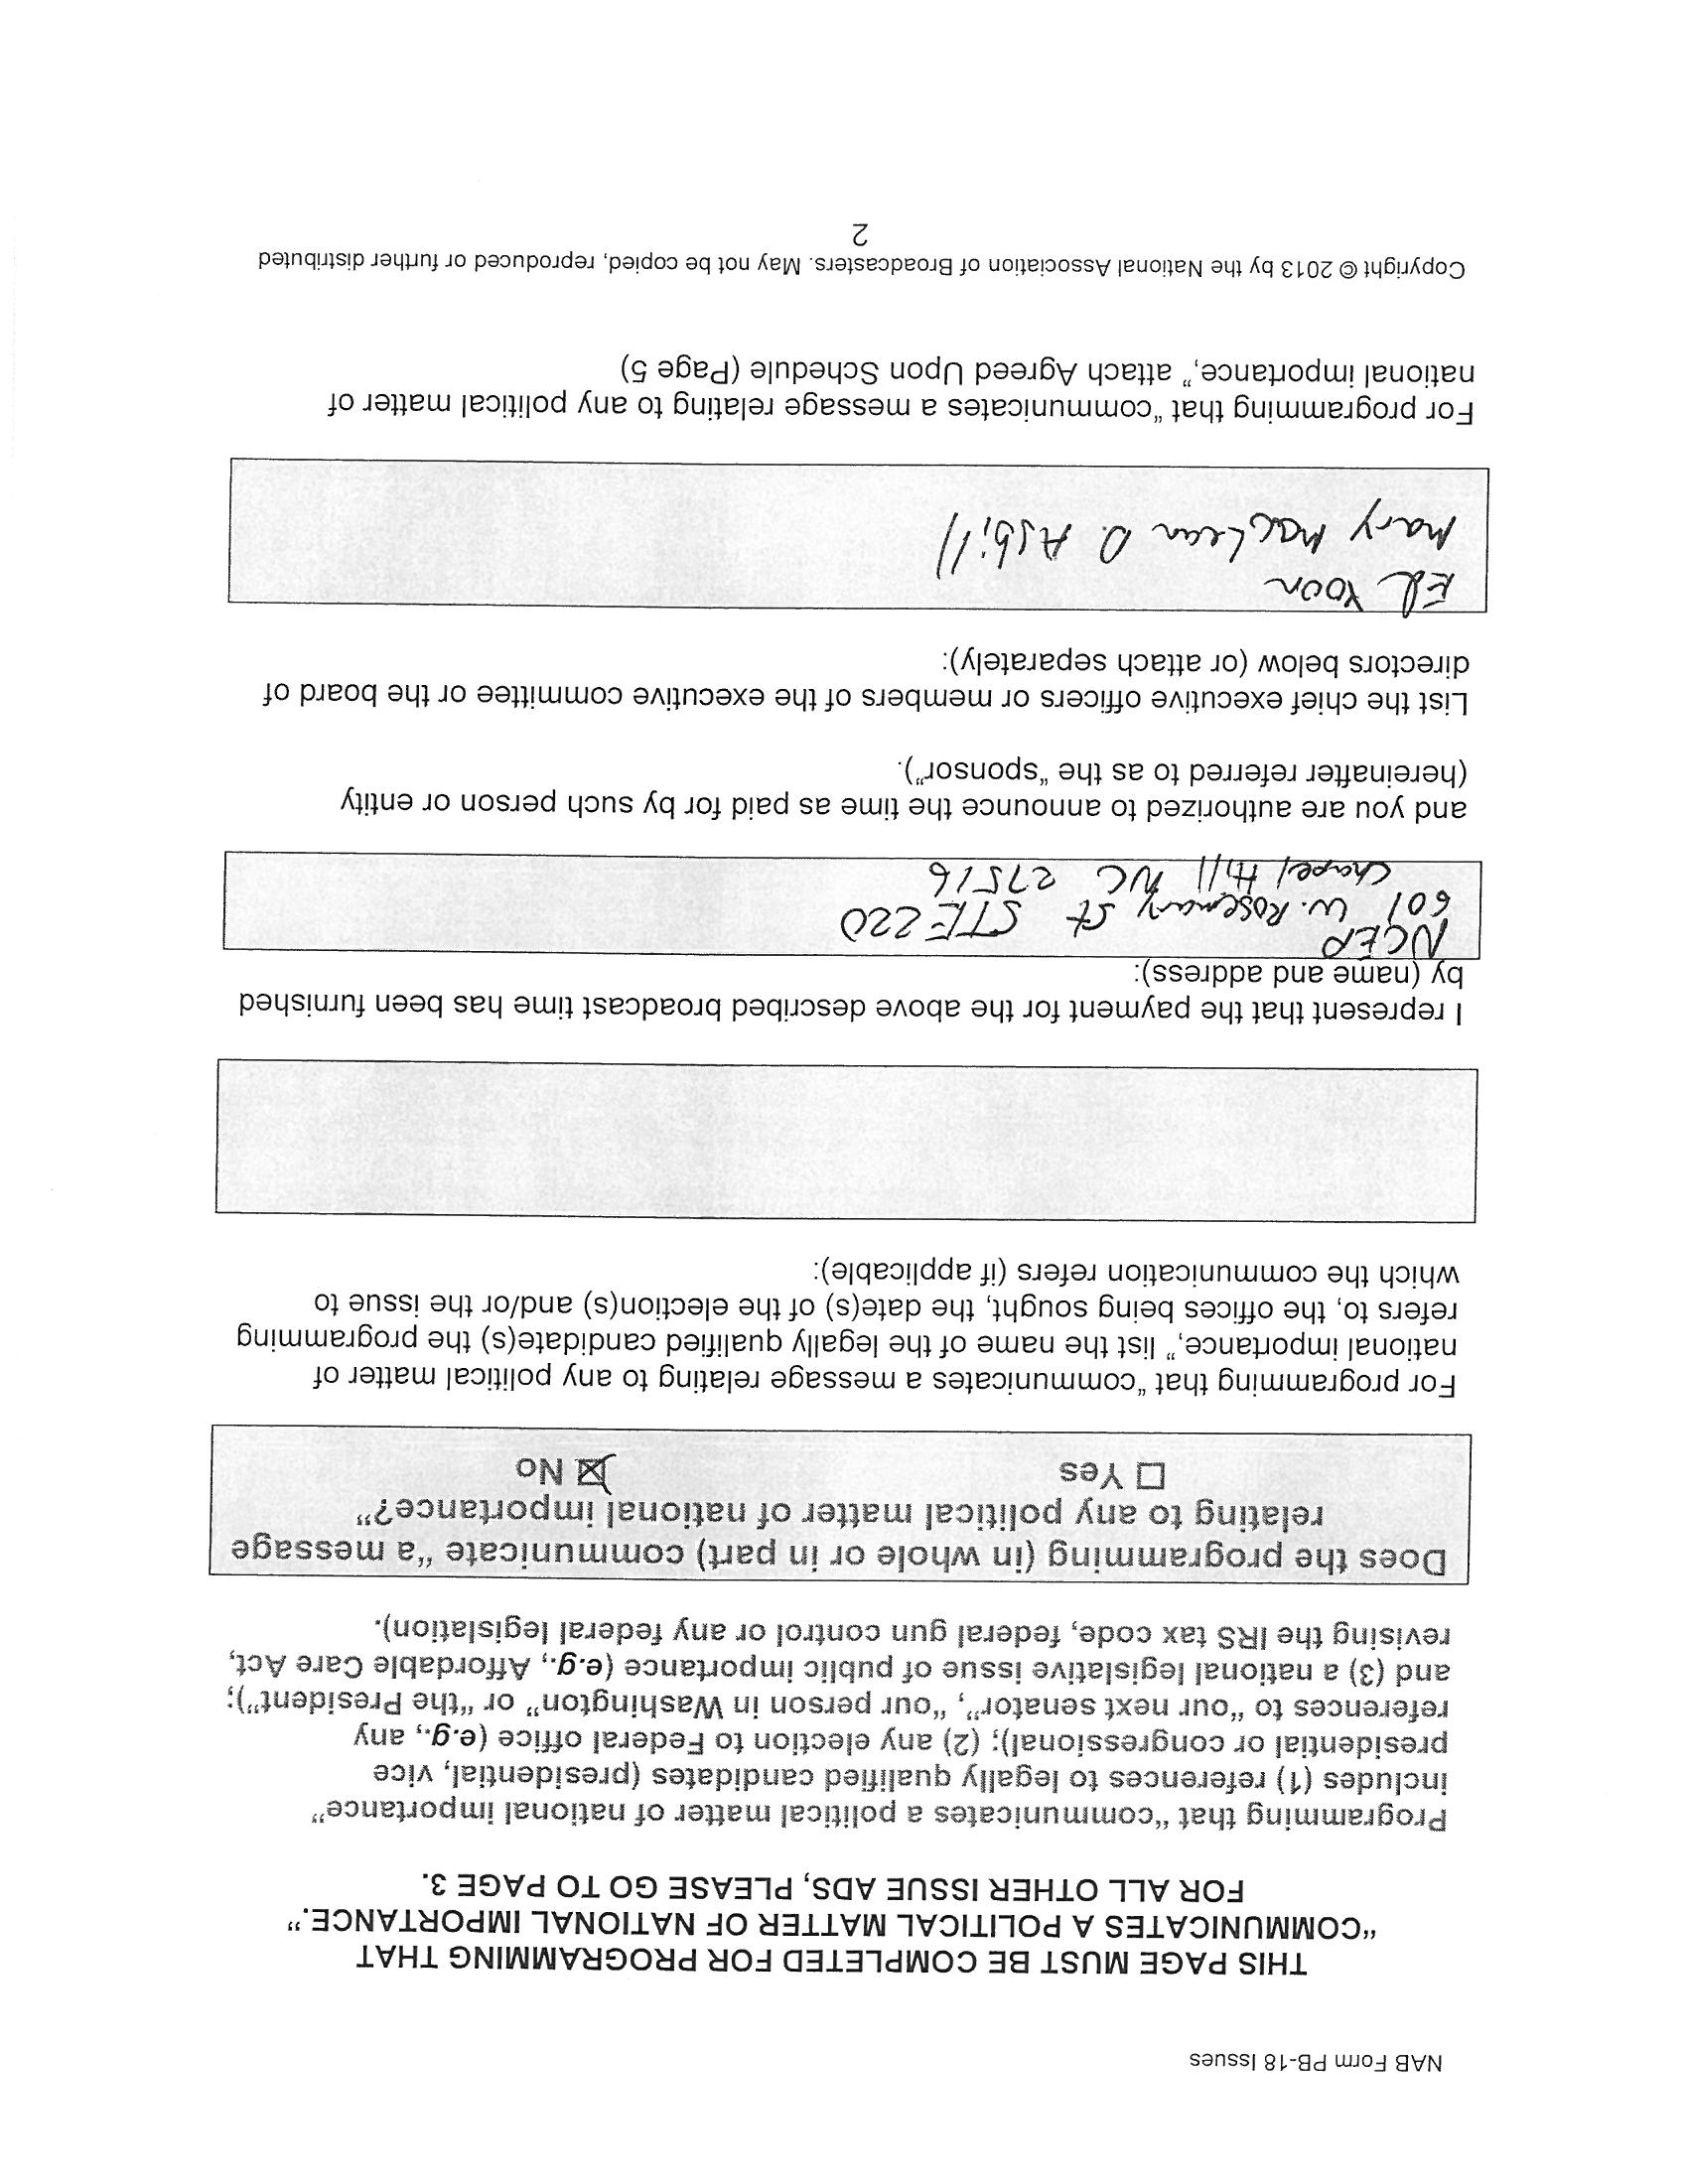 NAB Form PB-18 Issues
THIS PAGE MUST BE COMPLETED FOR PROGRAMMING THAT
“COMMUNICATES A POLITICAL MATTER OF NATIONAL IMPORTANCE.”
FOR ALL OTHER ISSUE ADS, PLEASE GO TO PAGE 3.
Programming that “communicates a political matter of national importance”
includes (1) references to legally qualified candidates (presidential, vice
presidential or congressional); (2) any election to Federal office (e.g., any
references to “our next senator”, “our person in Washington” or “the President”);
and (3) a national legislative issue of public importance (e.g., Affordable Care Act,
revising the IRS tax code, federal gun control or any federal legislation).
Does the programming (in whole or in part) communicate “a message
relating to any political matter of national importance?”
☐ Yes ☒ No
For programming that “communicates a message relating to any political matter of
national importance,” list the name of the legally qualified candidate(s) the programming
refers to, the offices being sought, the date(s) of the election(s) and/or the issue to
which the communication refers (if applicable):
I represent that the payment for the above described broadcast time has been furnished
by (name and address):
NCEP
601 W. Rosemary St STE 220
Chapel Hill NC 27516
and you are authorized to announce the time as paid for by such person or entity
(hereinafter referred to as the “sponsor”).
List the chief executive officers or members of the executive committee or the board of
directors below (or attach separately):
Ed Yoon
Mary MacLean D. Asbill
For programming that “communicates a message relating to any political matter of
national importance,” attach Agreed Upon Schedule (Page 5)
Copyright © 2013 by the National Association of Broadcasters. May not be copied, reproduced or further distributed
2